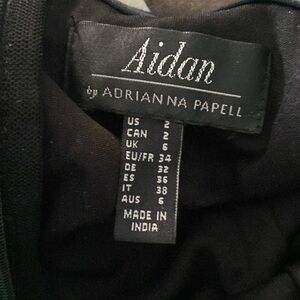 Aidan
by ADRIANNA PAPELL
US 2
CAN 2
UK 6
EU/FR 34
DE 32
ES 36
IT 38
AUS 6
MADE IN
INDIA